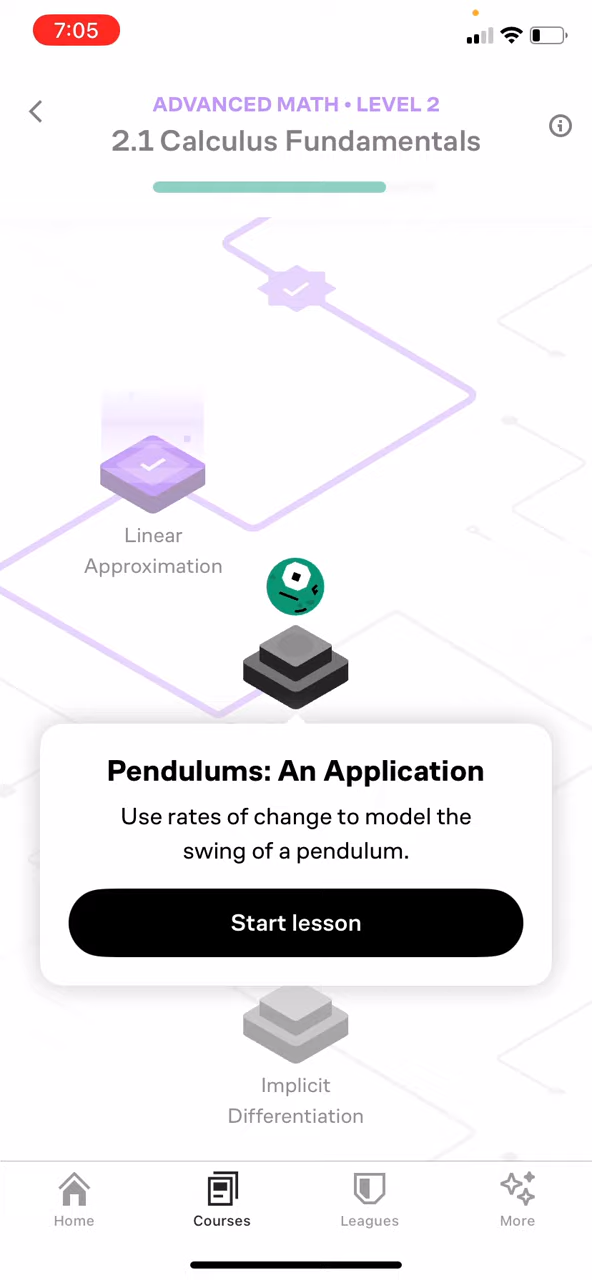 7:05
ADVANCED MATH • LEVEL 2
2.1 Calculus Fundamentals
Linear
Approximation
Pendulums: An Application
Use rates of change to model the
swing of a pendulum.
Start lesson
Implicit
Differentiation
Home
Courses
Leagues
More